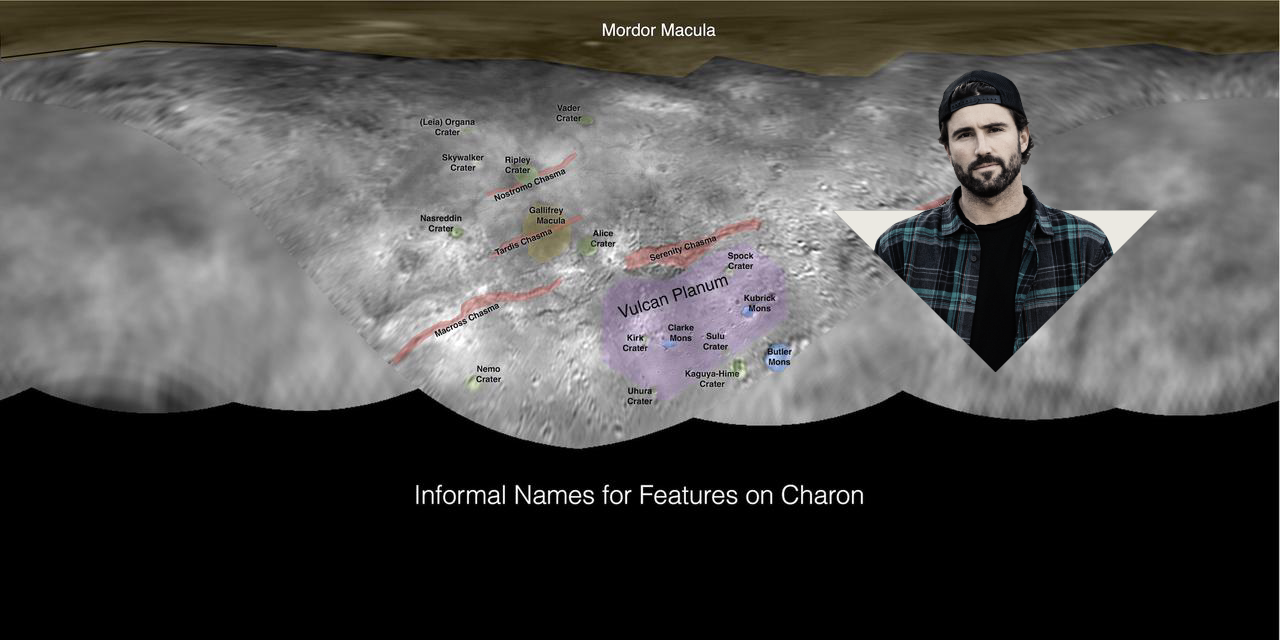 Mordor Macula
Vader
Crater
(Leia) Organa
Crater
Skywalker
Crater
Ripley
Crater
Nostromo Chasma
Nasreddin
Crater
Gallifrey
Macula
Tardis Chasma
Alice
Crater
Serenity Chasma
Spock
Crater
Vulcan Planum
Kubrick
Mons
Macross Chasma
Kirk
Crater
Clarke
Mons
Sulu
Crater
Butler
Mons
Nemo
Crater
Kaguya-Hime
Crater
Uhura
Crater
Informal Names for Features on Charon